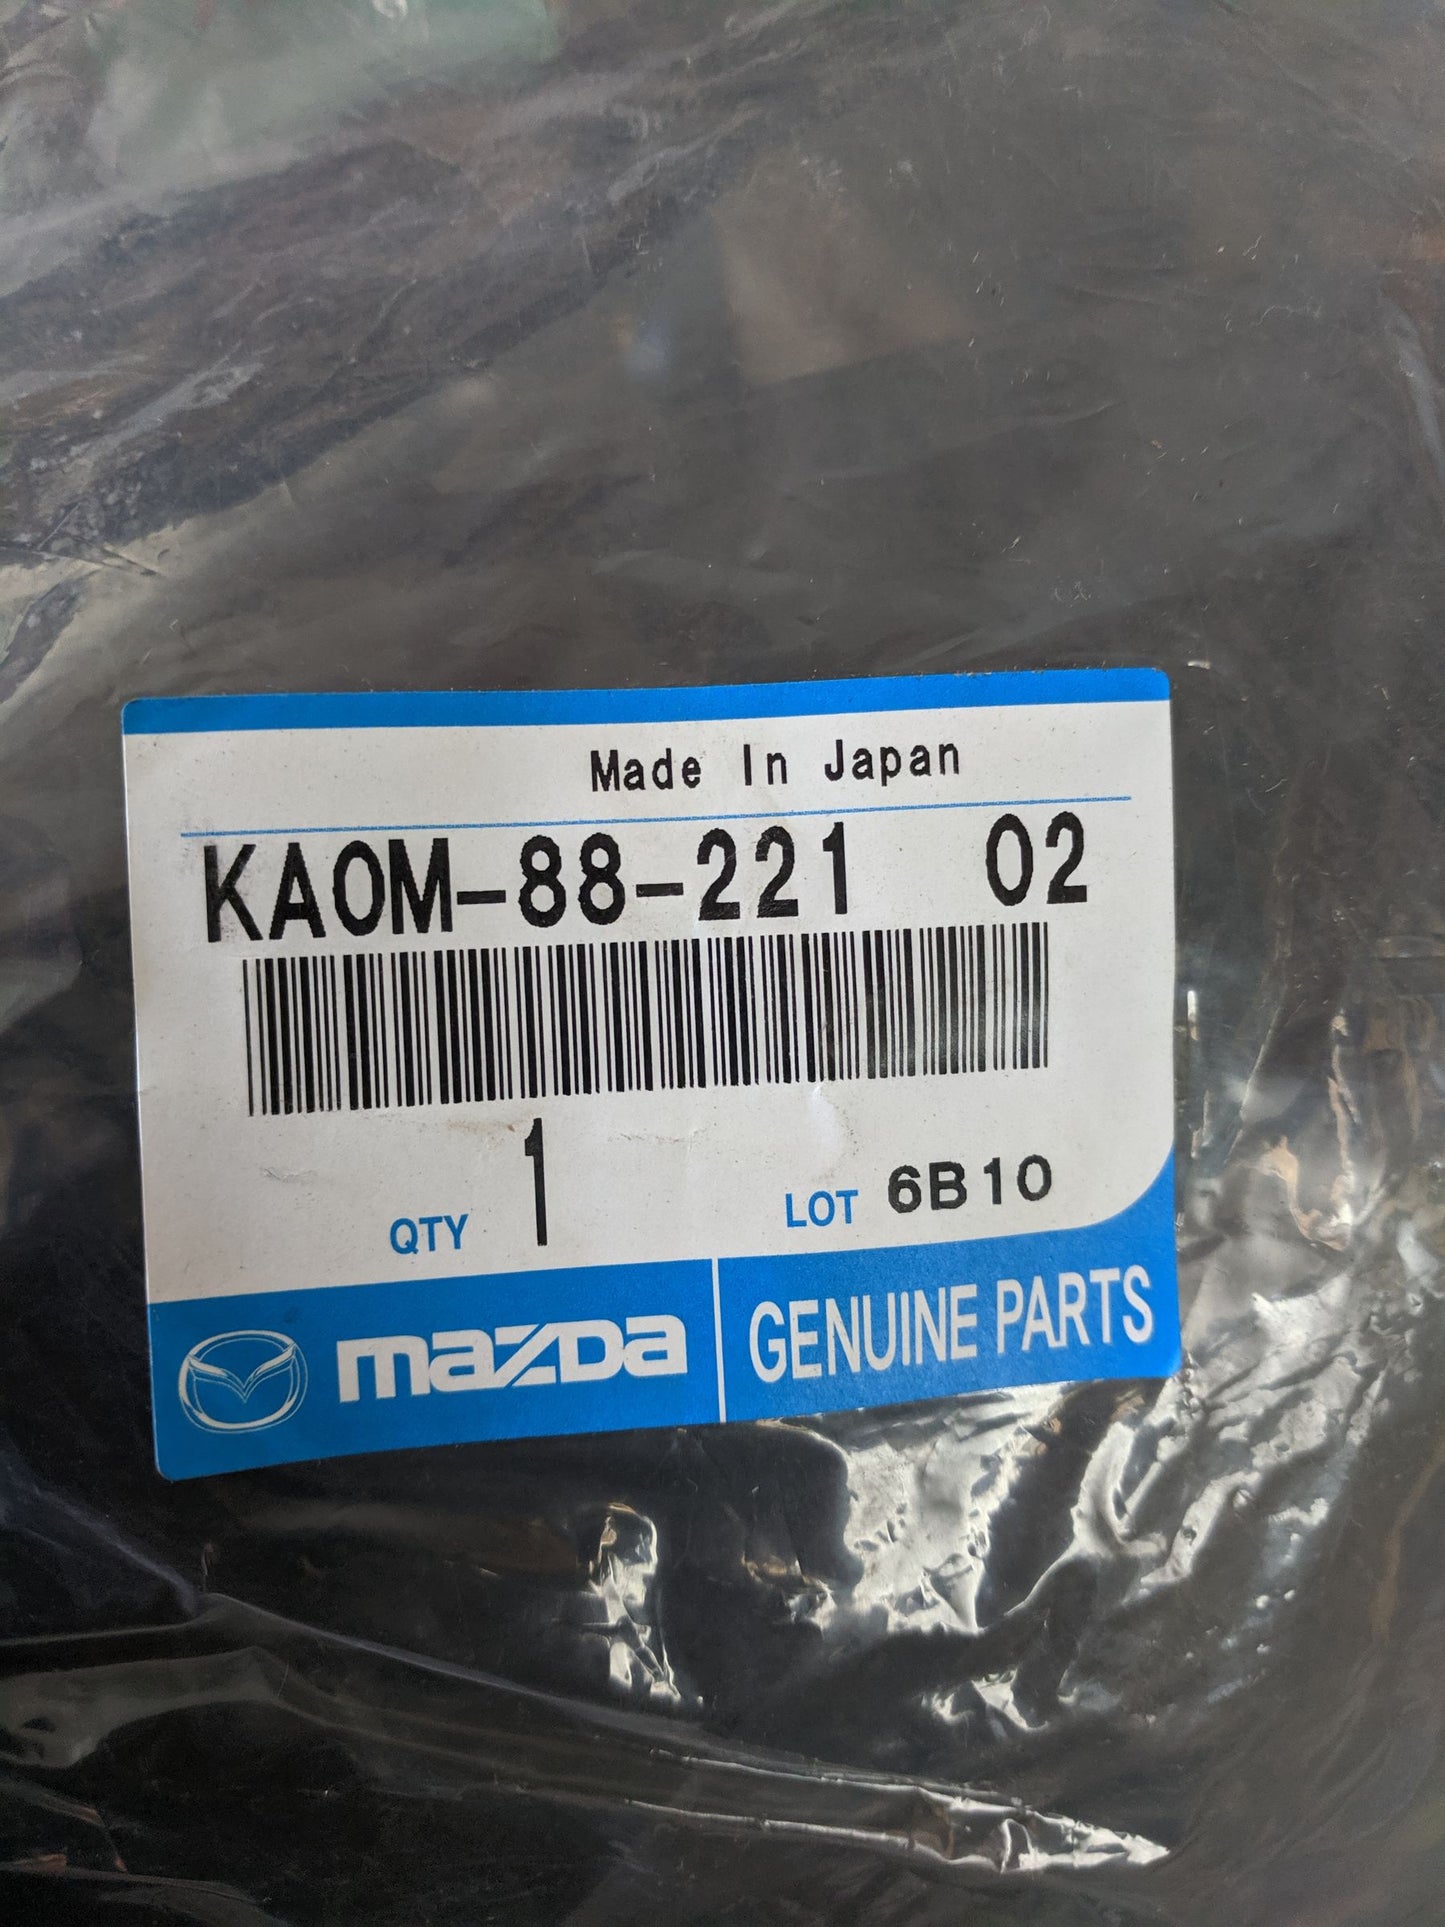 Made In Japan
KA0M-88-221 02
QTY 1 LOT 6B10
mazda GENUINE PARTS